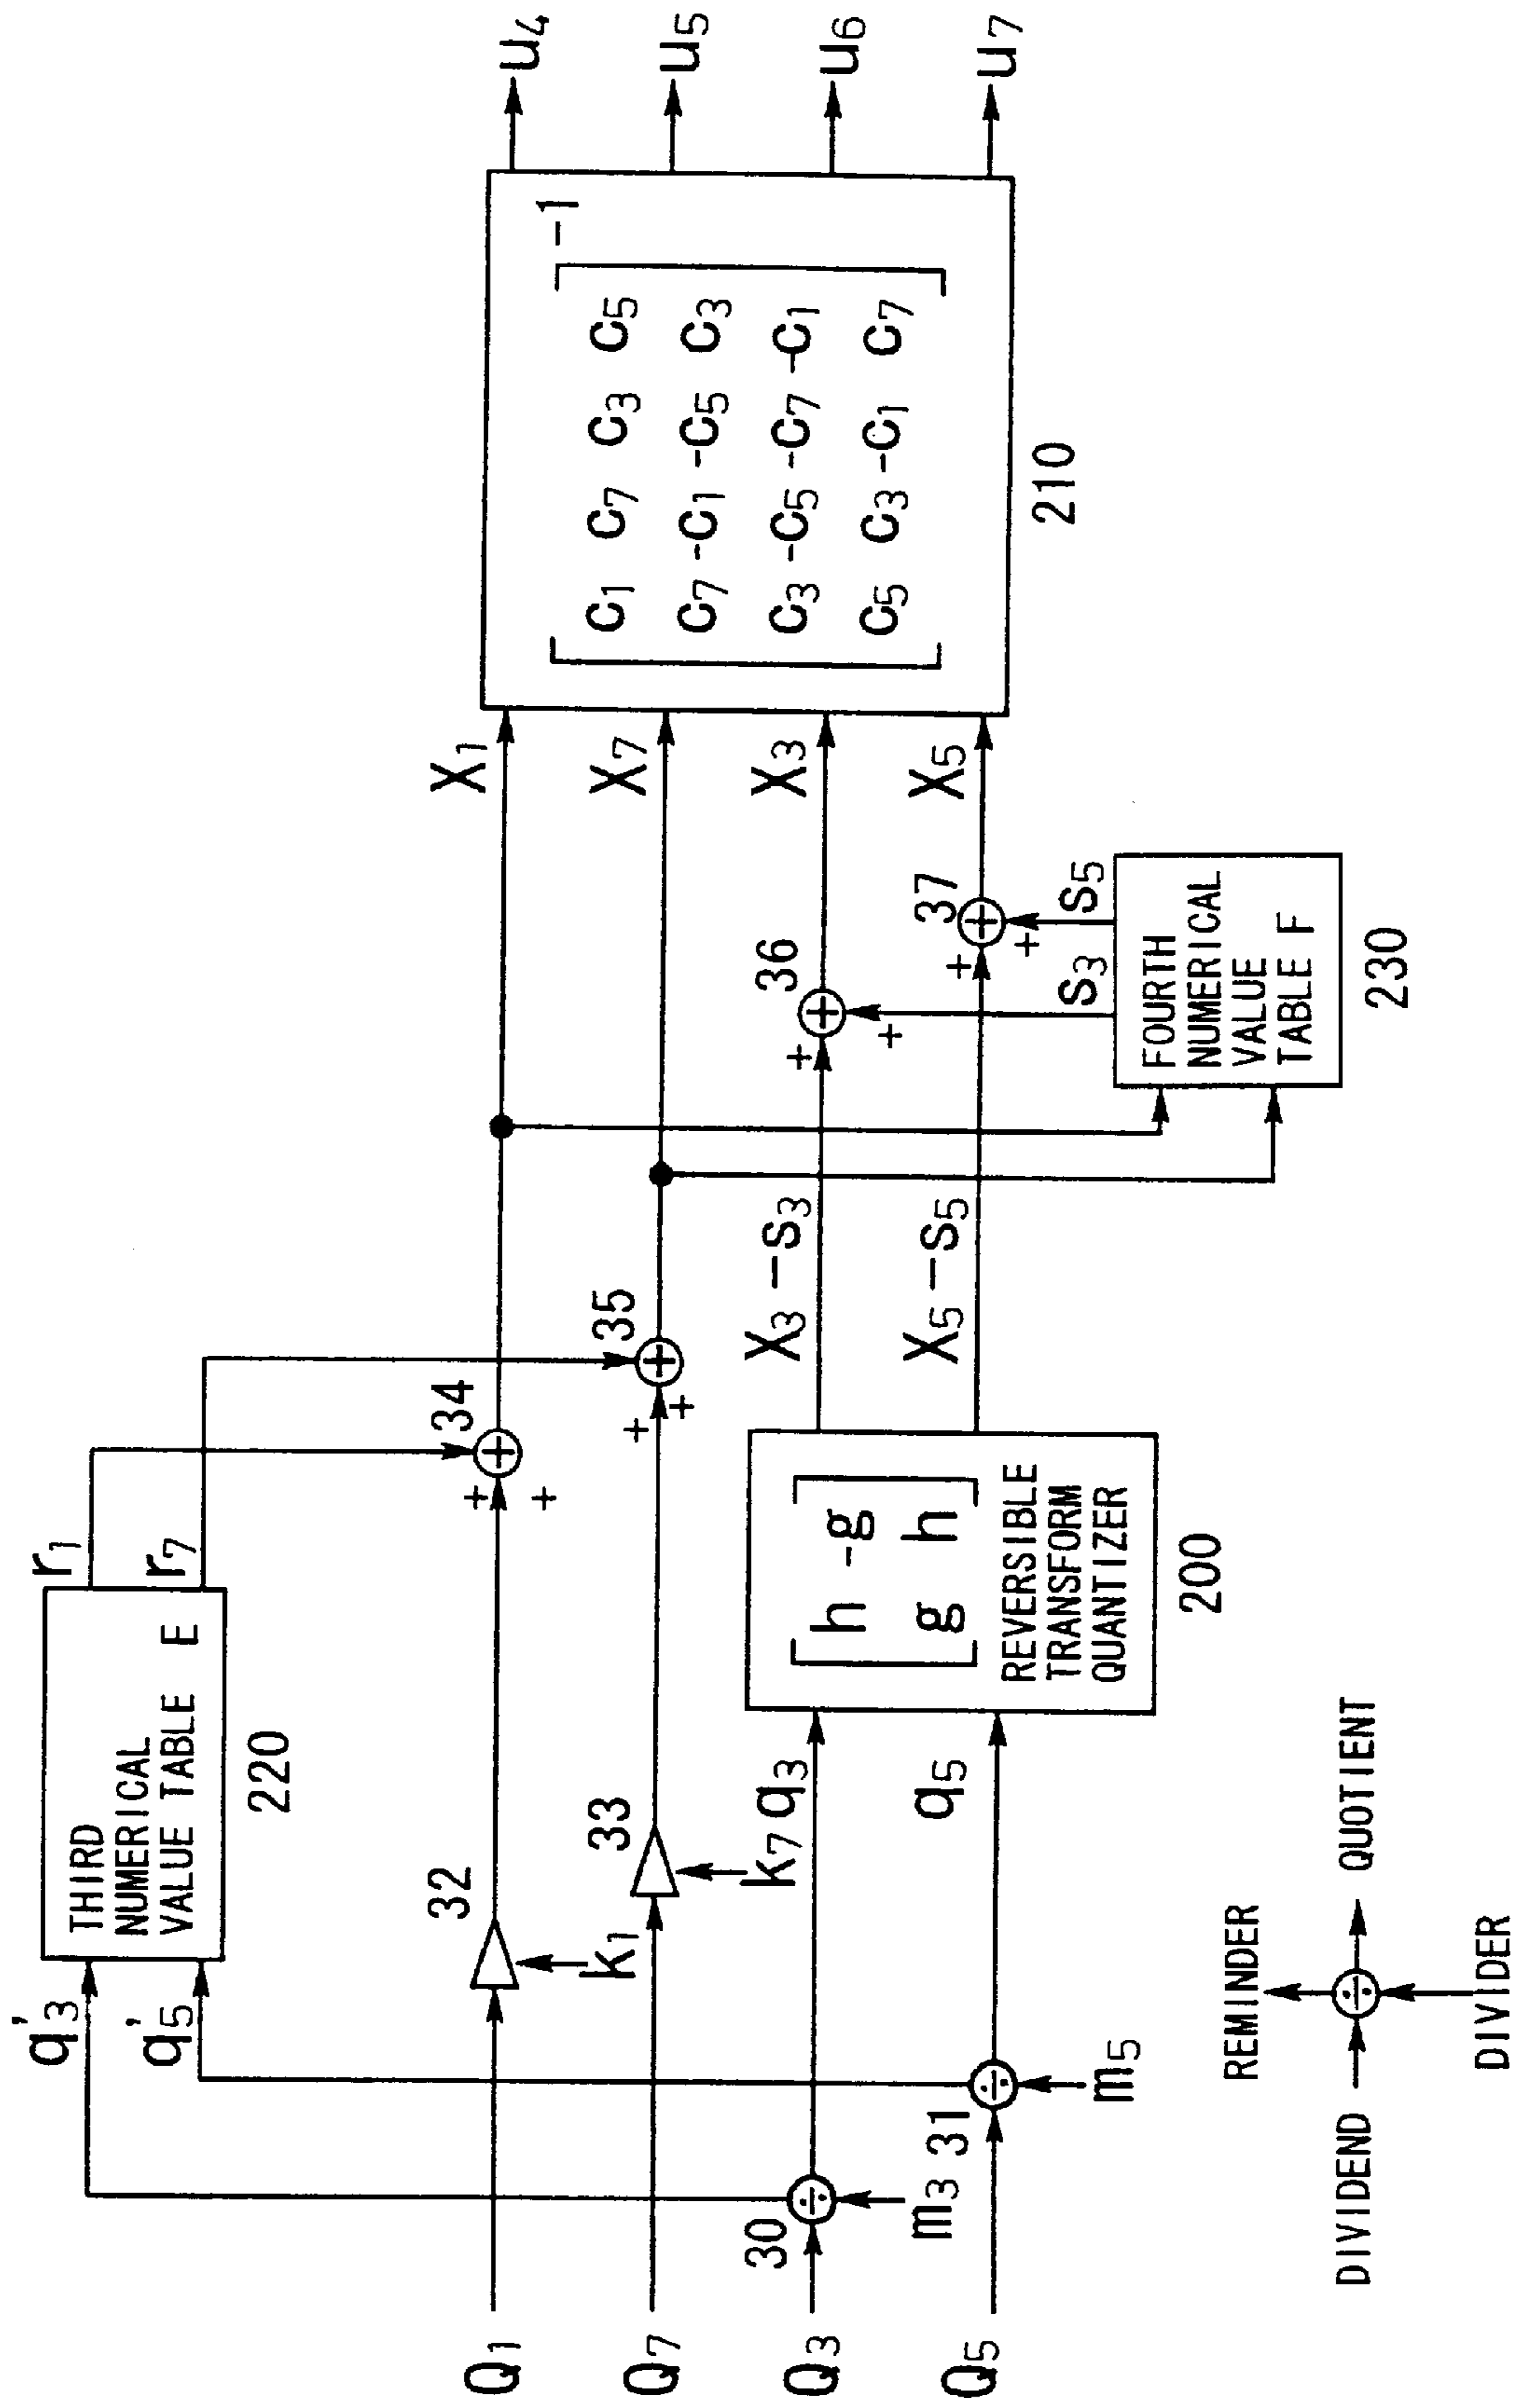 THIRD
NUMERICAL
VALUE TABLE E
220
q'3
q'5
r1
r7
Q1
Q7
Q3
Q5
32
k1
33
k7
30
m3
31
m5
q3
q5
34
+
+
35
+
+
h -g
g h
REVERSIBLE
TRANSFORM
QUANTIZER
200
X3 -S3
X5 -S5
36
+
+
37
+
+
S3
S5
FOURTH
NUMERICAL
VALUE
TABLE F
230
X1
X7
X3
X5
C1 C7 C3 C5
C7 -C1 -C5 C3
C3 -C5 -C7 -C1
C5 C3 -C1 C7
-1
210
u4
u5
u6
u7
REMINDER
DIVIDEND
÷
QUOTIENT
DIVIDER